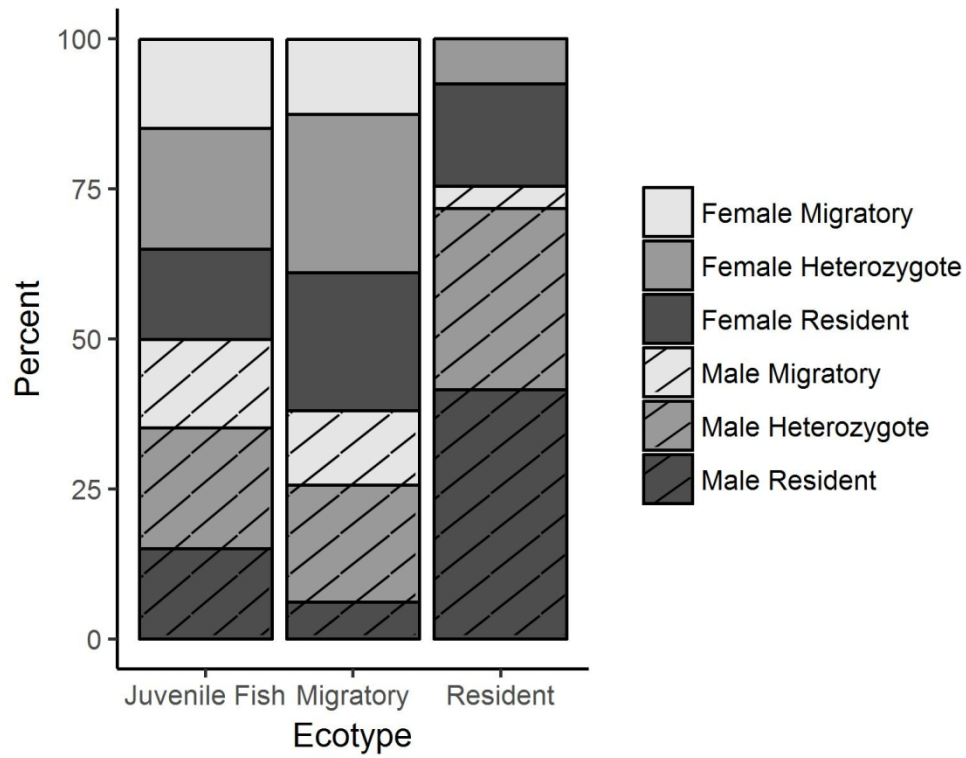 100
75
50
25
0
Percent
Juvenile Fish Migratory Resident
Ecotype
Female Migratory
Female Heterozygote
Female Resident
Male Migratory
Male Heterozygote
Male Resident